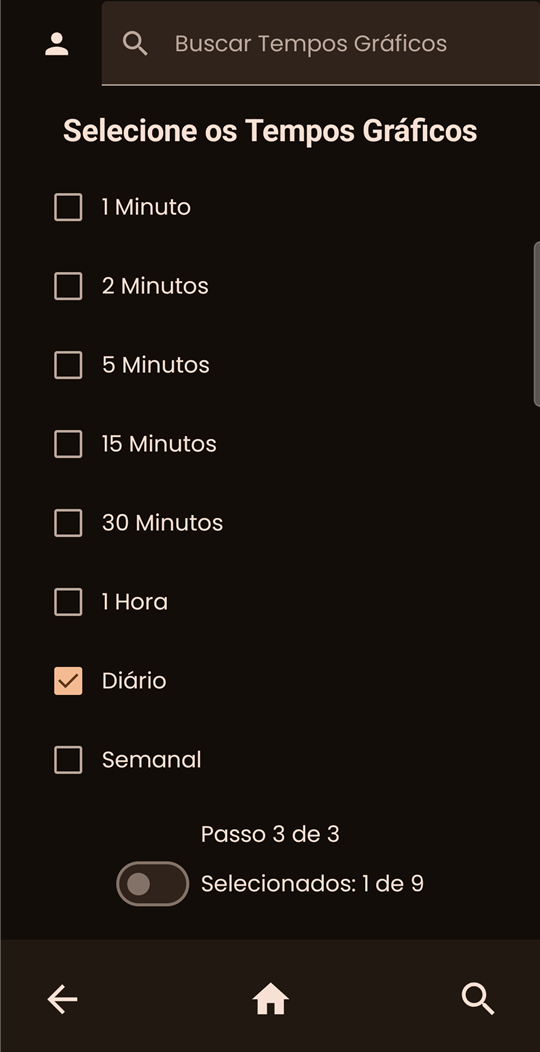 Buscar Tempos Gráficos
Selecione os Tempos Gráficos
1 Minuto
2 Minutos
5 Minutos
15 Minutos
30 Minutos
1 Hora
Diário
Semanal
Passo 3 de 3
Selecionados: 1 de 9